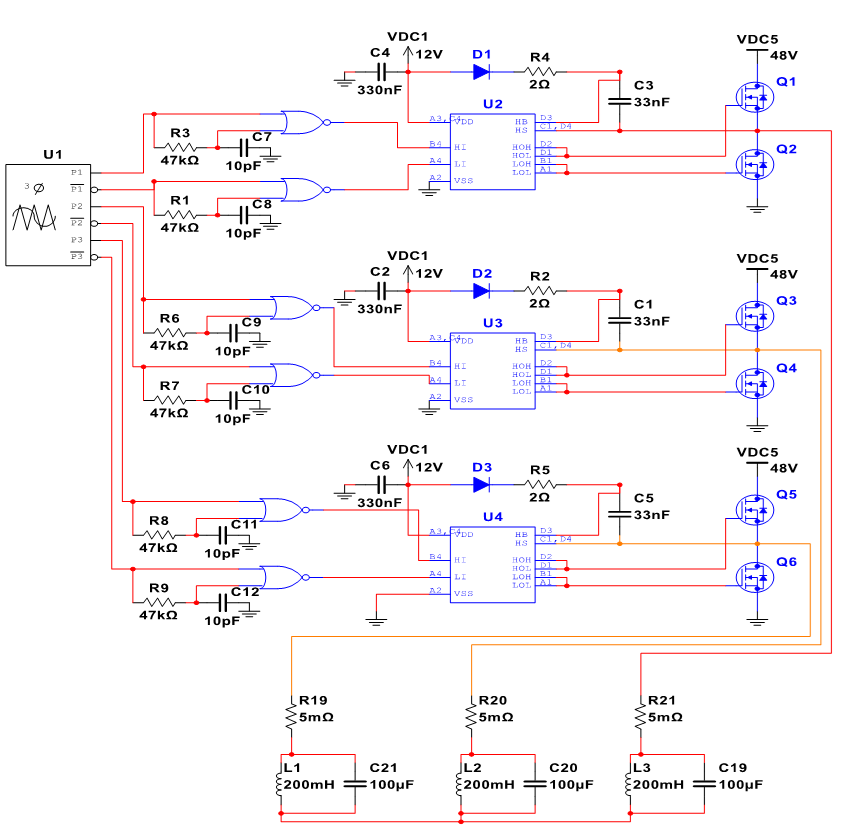 VDC1
C4
12V
D1
R4
330nF
2Ω
C3
33nF
VDC5
48V
Q1
U2
A3,C4
VDD
HB
D3
HS
C1,D4
B4
HI
HOH
D2
HOL
D1
A4
LI
LOH
B1
LOL
A1
A2
VSS
Q2
R3
47kΩ
C7
10pF
R1
47kΩ
C8
10pF
U1
3 Ø
P1
P1
P2
P2
P3
P3
VDC1
C2
12V
D2
R2
330nF
2Ω
C1
33nF
VDC5
48V
Q3
U3
A3,C4
VDD
HB
D3
HS
C1,D4
B4
HI
HOH
D2
HOL
D1
A4
LI
LOH
B1
LOL
A1
A2
VSS
Q4
R6
47kΩ
C9
10pF
R7
47kΩ
C10
10pF
VDC1
C6
12V
D3
R5
330nF
2Ω
C5
33nF
VDC5
48V
Q5
U4
A3,C4
VDD
HB
D3
HS
C1,D4
B4
HI
HOH
D2
HOL
D1
A4
LI
LOH
B1
LOL
A1
A2
VSS
Q6
R8
47kΩ
C11
10pF
R9
47kΩ
C12
10pF
R19
5mΩ
R20
5mΩ
R21
5mΩ
L1
200mH
C21
100µF
L2
200mH
C20
100µF
L3
200mH
C19
100µF